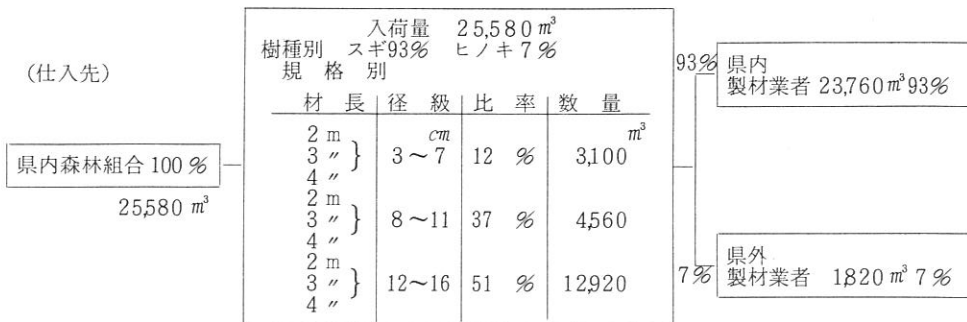 入荷量 25,580 m³
樹種別 スギ93% ヒノキ7%
規格別
(仕入先)
材長 径級 比率 数量
2 m cm m³
3 〃 } 3～7 12 % 3,100
4 〃
2 m
3 〃 } 8～11 37 % 4,560
4 〃
2 m
3 〃 } 12～16 51 % 12,920
4 〃
県内森林組合 100 %
25,580 m³
93%
県内
製材業者 23,760 m³ 93%
7%
県外
製材業者 1,820 m³ 7 %